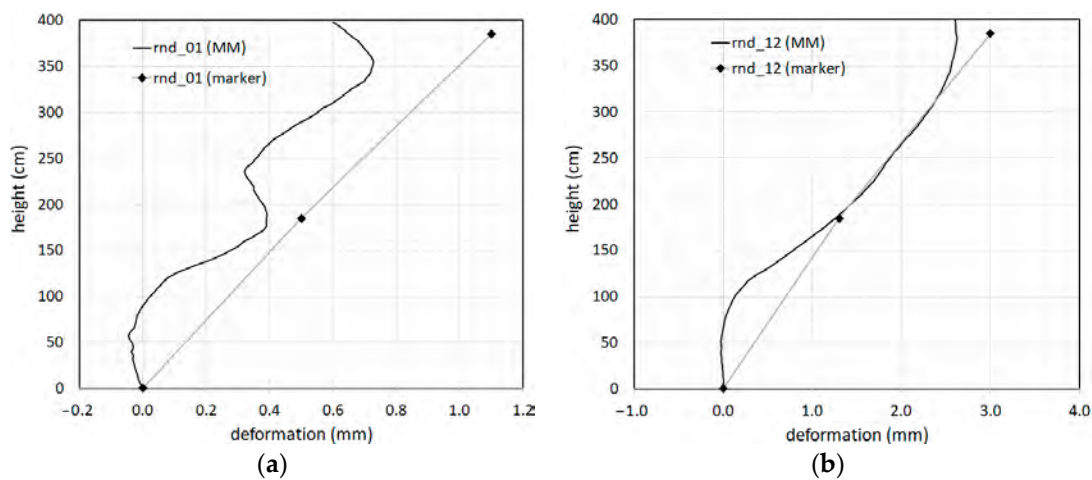 400
350
300
250
200
150
100
50
0
height (cm)
rnd_01 (MM)
rnd_01 (marker)
−0.2 0.0 0.2 0.4 0.6 0.8 1.0 1.2
deformation (mm)
(a)
400
350
300
250
200
150
100
50
0
height (cm)
rnd_12 (MM)
rnd_12 (marker)
−1.0 0.0 1.0 2.0 3.0 4.0
deformation (mm)
(b)